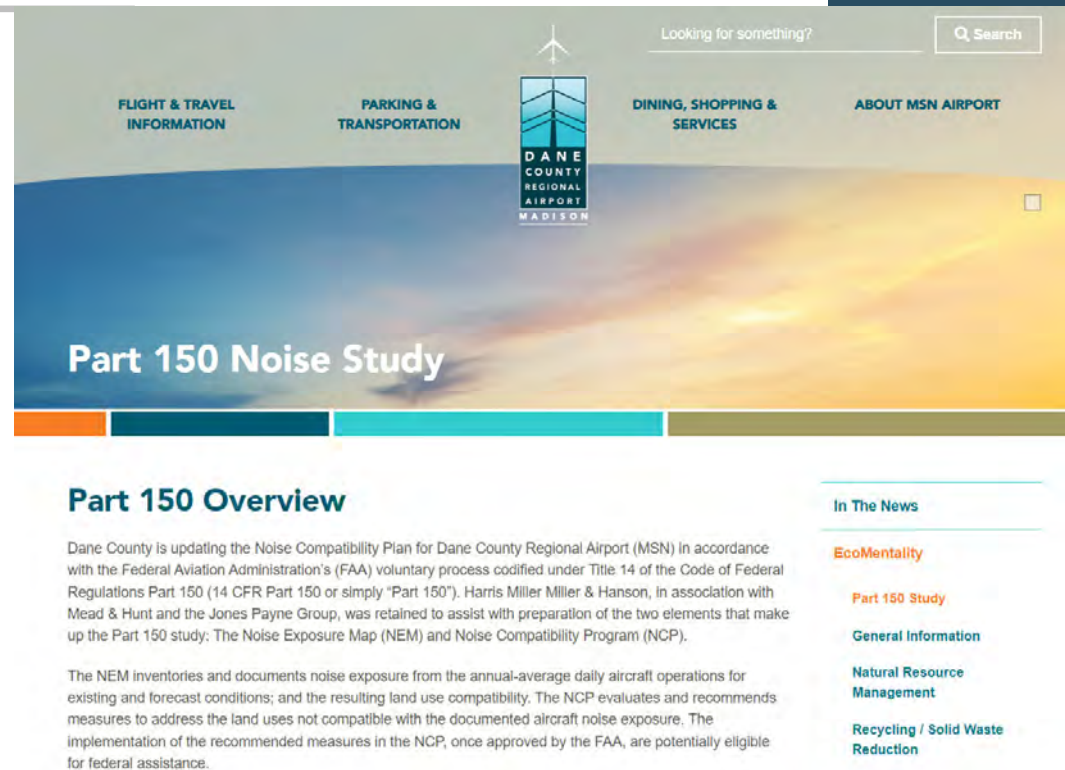 Looking for something?
Search
FLIGHT & TRAVEL
INFORMATION
PARKING &
TRANSPORTATION
DANE
COUNTY
REGIONAL
AIRPORT
MADISON
DINING, SHOPPING &
SERVICES
ABOUT MSN AIRPORT
Part 150 Noise Study
Part 150 Overview
Dane County is updating the Noise Compatibility Plan for Dane County Regional Airport (MSN) in accordance
with the Federal Aviation Administration's (FAA) voluntary process codified under Title 14 of the Code of Federal
Regulations Part 150 (14 CFR Part 150 or simply "Part 150"). Harris Miller Miller & Hanson, in association with
Mead & Hunt and the Jones Payne Group, was retained to assist with preparation of the two elements that make
up the Part 150 study: The Noise Exposure Map (NEM) and Noise Compatibility Program (NCP).
The NEM inventories and documents noise exposure from the annual-average daily aircraft operations for
existing and forecast conditions; and the resulting land use compatibility. The NCP evaluates and recommends
measures to address the land uses not compatible with the documented aircraft noise exposure. The
implementation of the recommended measures in the NCP, once approved by the FAA, are potentially eligible
for federal assistance.
In The News
EcoMentality
Part 150 Study
General Information
Natural Resource
Management
Recycling / Solid Waste
Reduction